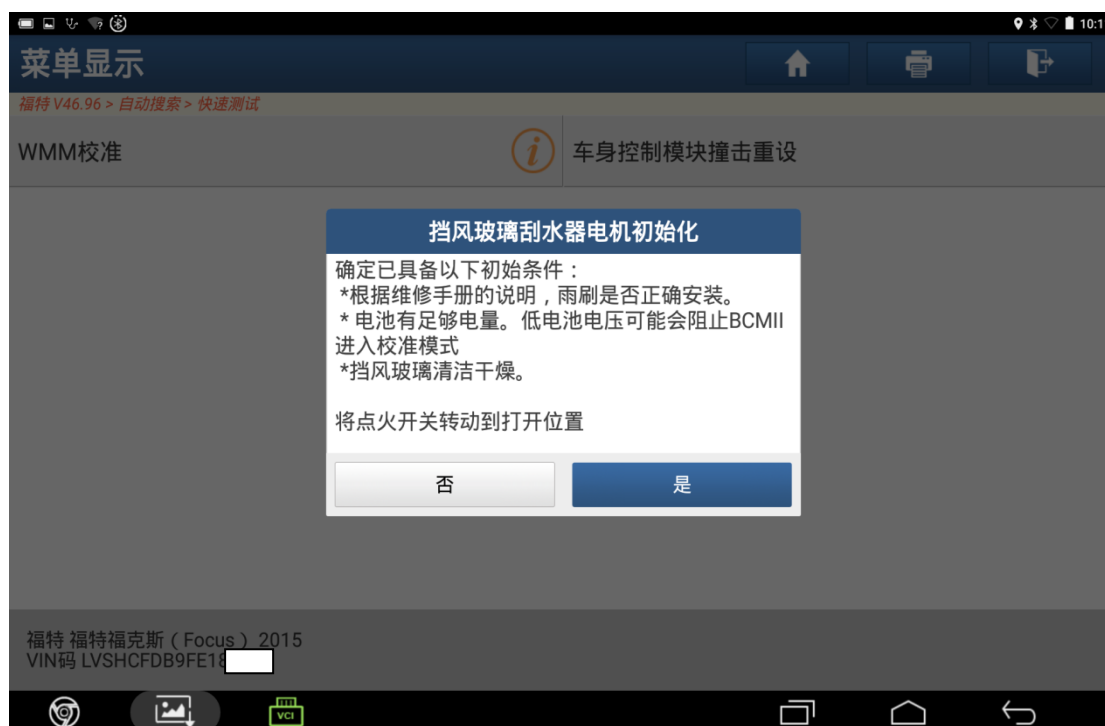 10:1
菜单显示
福特 V46.96 > 自动搜索 > 快速测试
WMM校准
i
车身控制模块撞击重设
挡风玻璃刮水器电机初始化
确定已具备以下初始条件：
*根据维修手册的说明，雨刷是否正确安装。
* 电池有足够电量。低电池电压可能会阻止BCMII
进入校准模式
*挡风玻璃清洁干燥。
将点火开关转动到打开位置
否
是
福特 福特福克斯（Focus） 2015
VIN码 LVSHCFDB9FE18
VCI